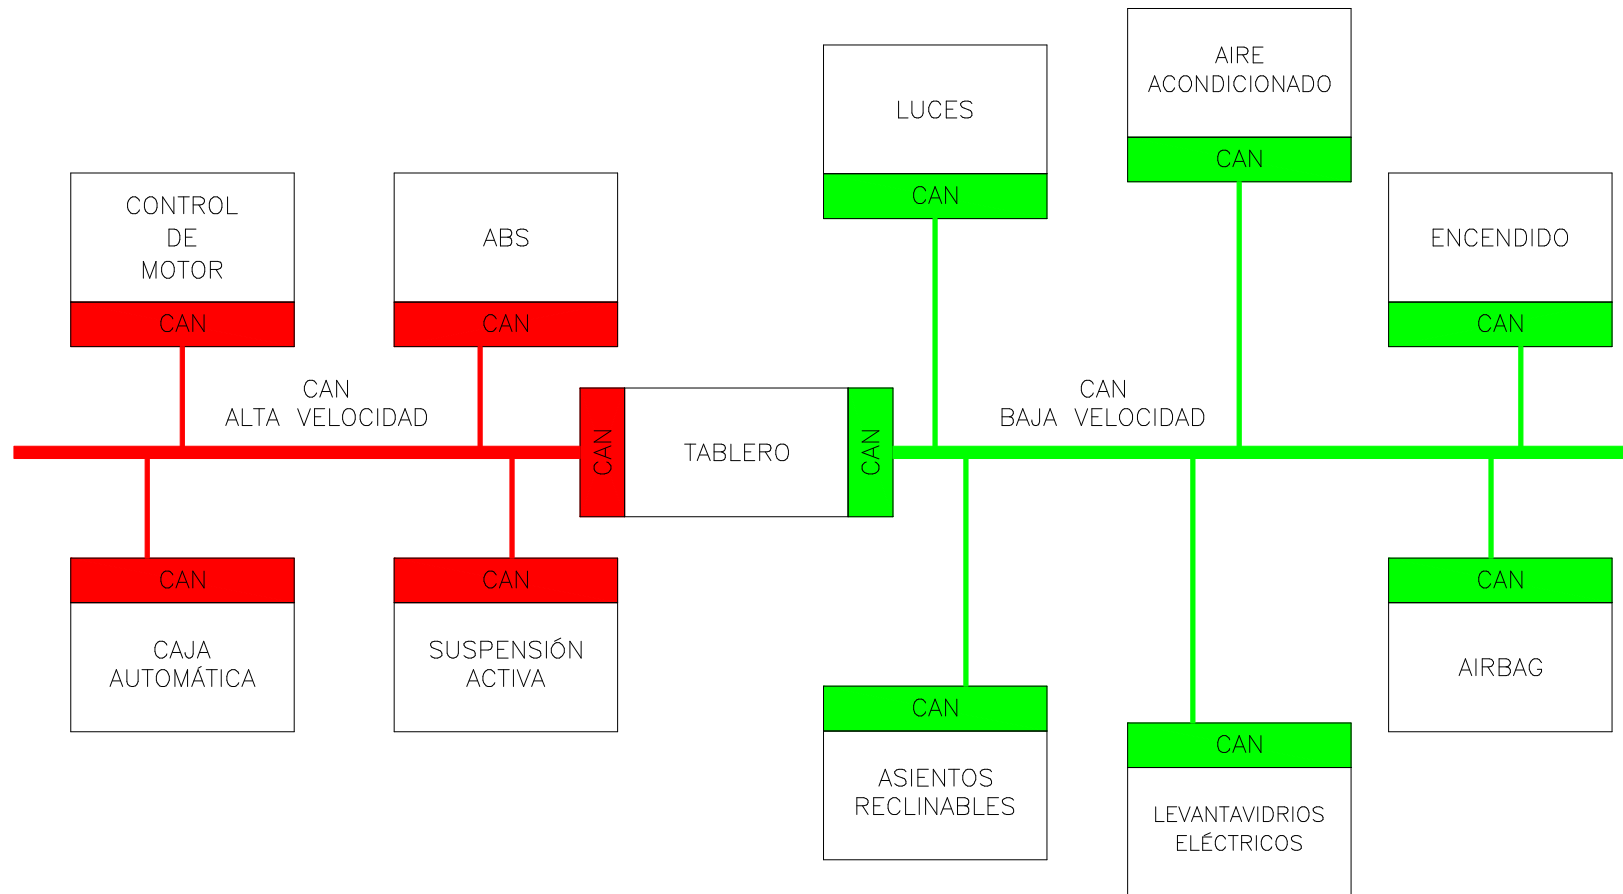 AIRE
ACONDICIONADO
CAN
LUCES
CAN
CONTROL
DE
MOTOR
CAN
ABS
CAN
ENCENDIDO
CAN
CAN
ALTA VELOCIDAD
CAN
TABLERO
CAN
CAN
BAJA VELOCIDAD
CAN
CAJA
AUTOMÁTICA
CAN
SUSPENSIÓN
ACTIVA
CAN
ASIENTOS
RECLINABLES
CAN
LEVANTAVIDRIOS
ELÉCTRICOS
CAN
AIRBAG